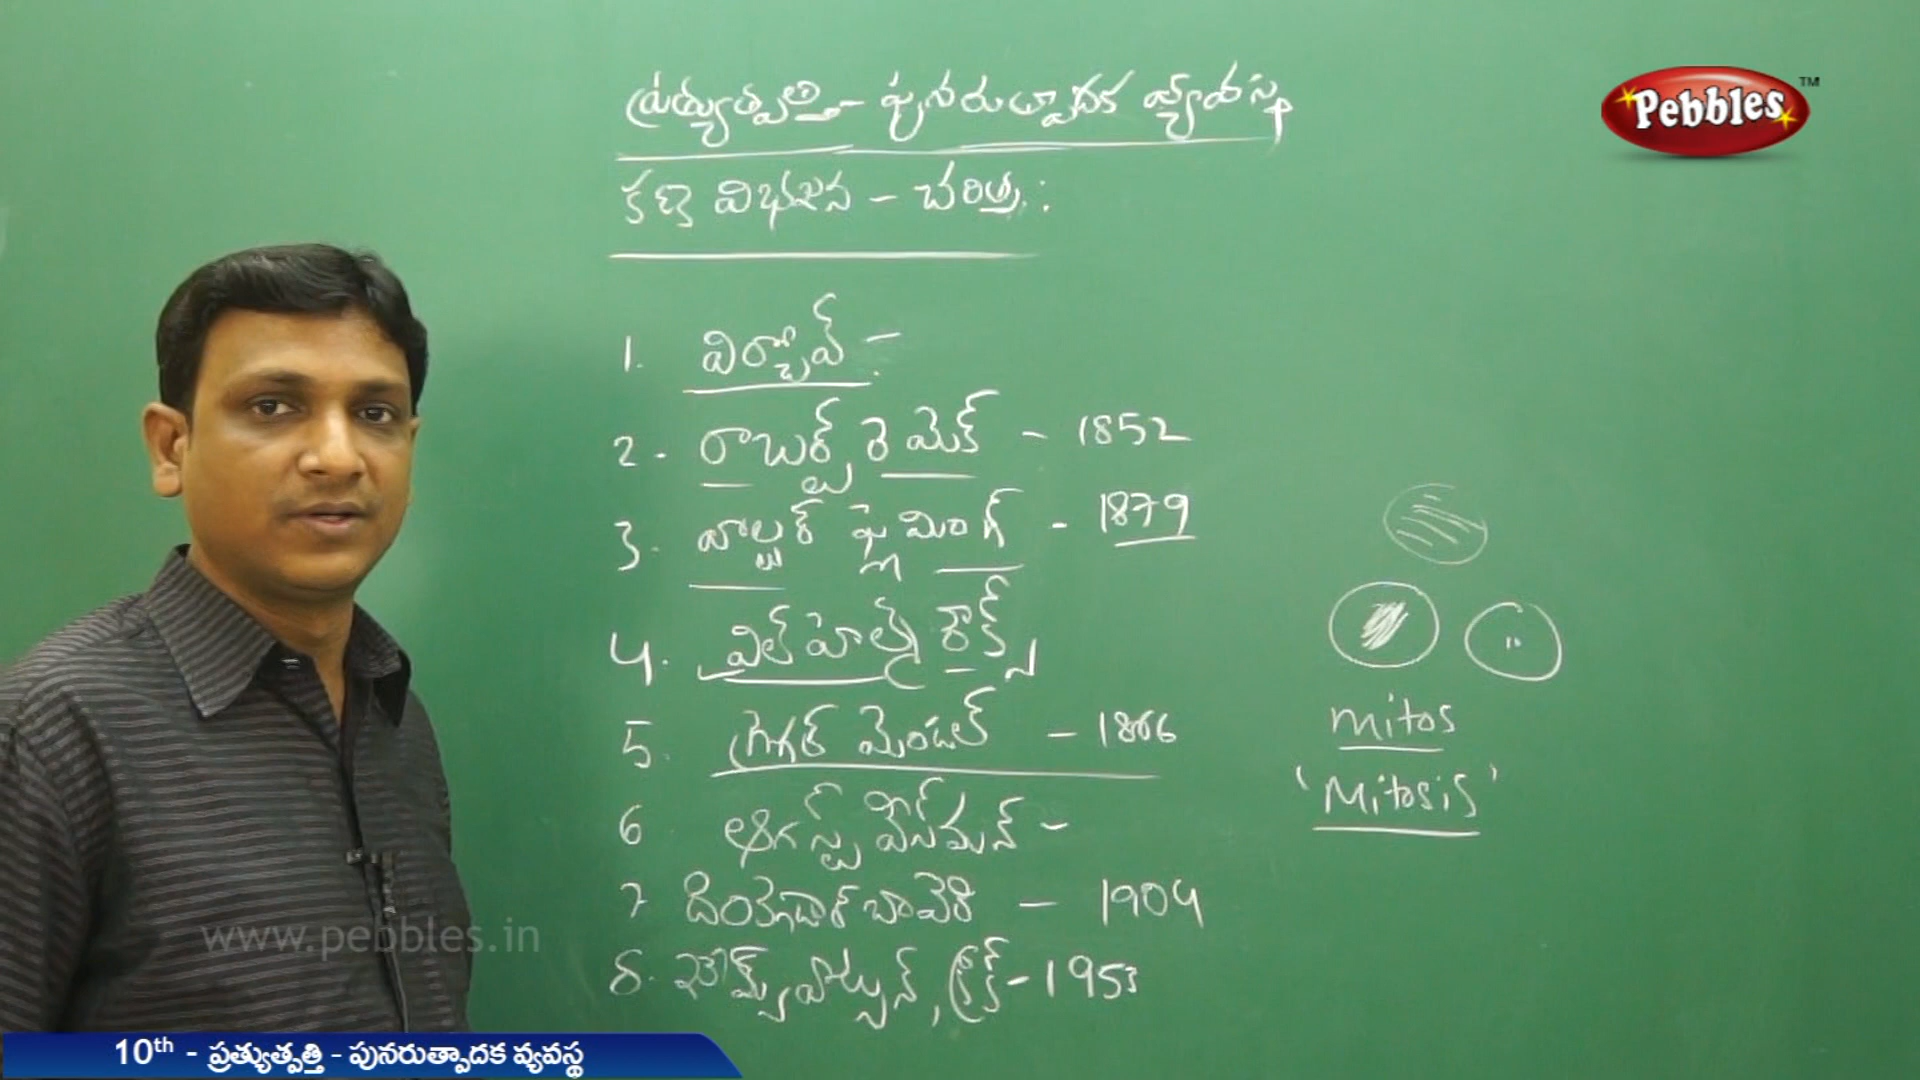 ప్రత్యుత్పత్తి - పునరుత్పాదక వ్యవస్థ
కణ విభజన - చరిత్ర :
1. విర్చోవ్ -
2. రాబర్ట్ రెమెక్ - 1852
3. వాల్టర్ ఫ్లెమింగ్ - 1879
4. విల్ హెల్మ్ రౌక్స్
5. గ్రెగర్ మెండల్ - 1866
6 ఆగస్ట్ వీస్‌మన్ -
7 బావేరి - 1904
8. జేమ్స్ వాట్సన్, క్రిక్ - 1953
mitos
'Mitosis'
Pebbles TM
www.pebbles.in
10th - ప్రత్యుత్పత్తి - పునరుత్పాదక వ్యవస్థ